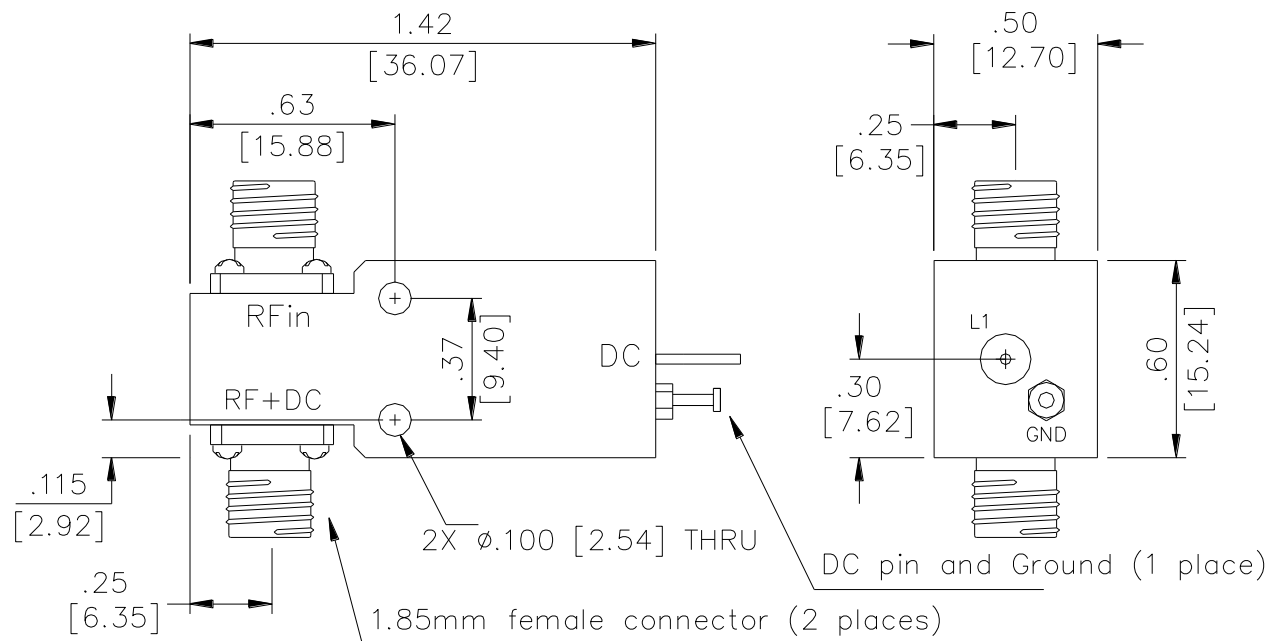 1.42
[36.07]
.63
[15.88]
.50
[12.70]
.25
[6.35]
RFin
RF+DC
.37
[9.40]
DC
L1
GND
.30
[7.62]
.60
[15.24]
.115
[2.92]
.25
[6.35]
2X ø.100 [2.54] THRU
DC pin and Ground (1 place)
1.85mm female connector (2 places)